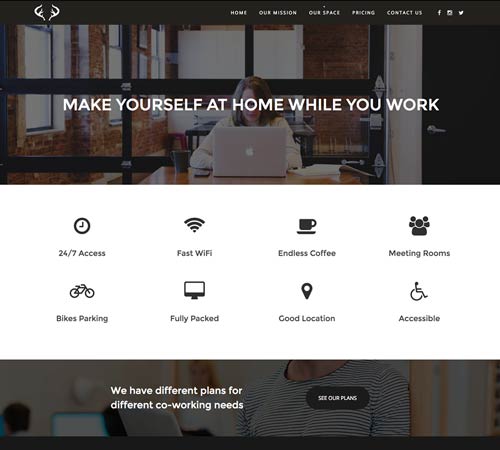 HOME OUR MISSION OUR SPACE PRICING CONTACT US
MAKE YOURSELF AT HOME WHILE YOU WORK
24/7 Access Fast WiFi Endless Coffee Meeting Rooms
Bikes Parking Fully Packed Good Location Accessible
We have different plans for
different co-working needs
SEE OUR PLANS